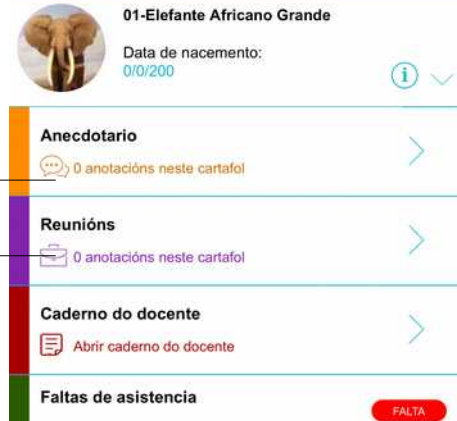 01-Elefante Africano Grande
Data de nacemento:
0/0/200
Anecdotario
0 anotacións neste cartafol
Reunións
0 anotacións neste cartafol
Caderno do docente
Abrir caderno do docente
Faltas de asistencia
FALTA